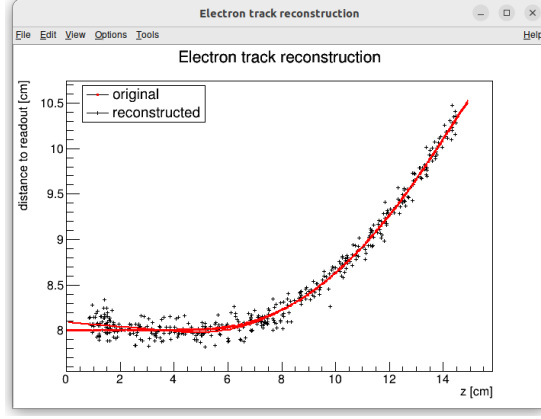 Electron track reconstruction
File Edit View Options Tools Help
Electron track reconstruction
original
reconstructed
distance to readout [cm]
10.5
10
9.5
9
8.5
8
0 2 4 6 8 10 12 14
z [cm]